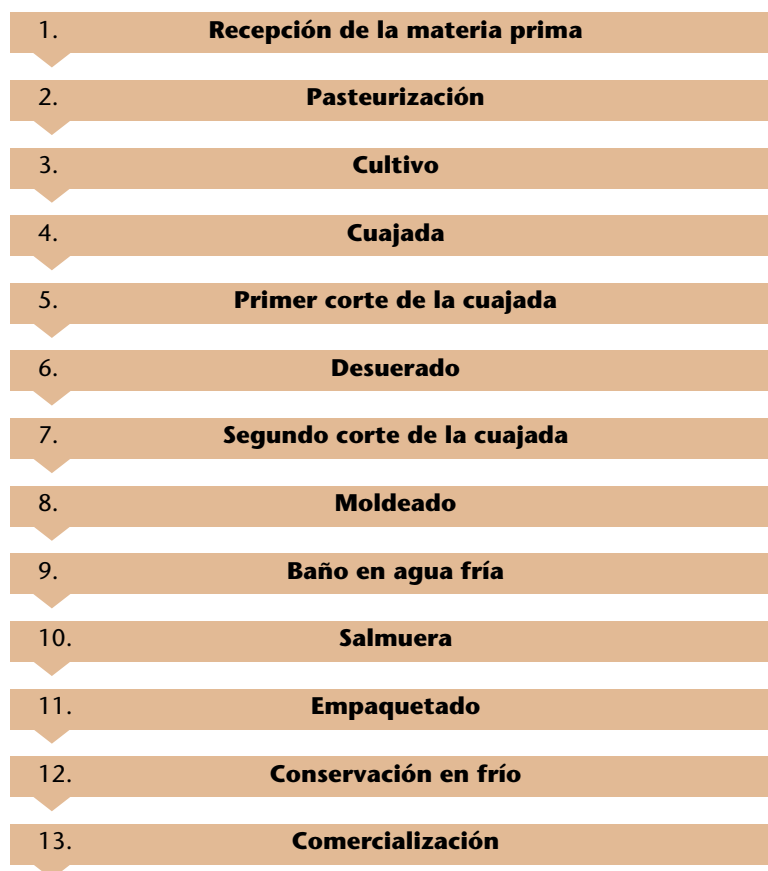 1. Recepción de la materia prima
2. Pasteurización
3. Cultivo
4. Cuajada
5. Primer corte de la cuajada
6. Desuerado
7. Segundo corte de la cuajada
8. Moldeado
9. Baño en agua fría
10. Salmuera
11. Empaquetado
12. Conservación en frío
13. Comercialización